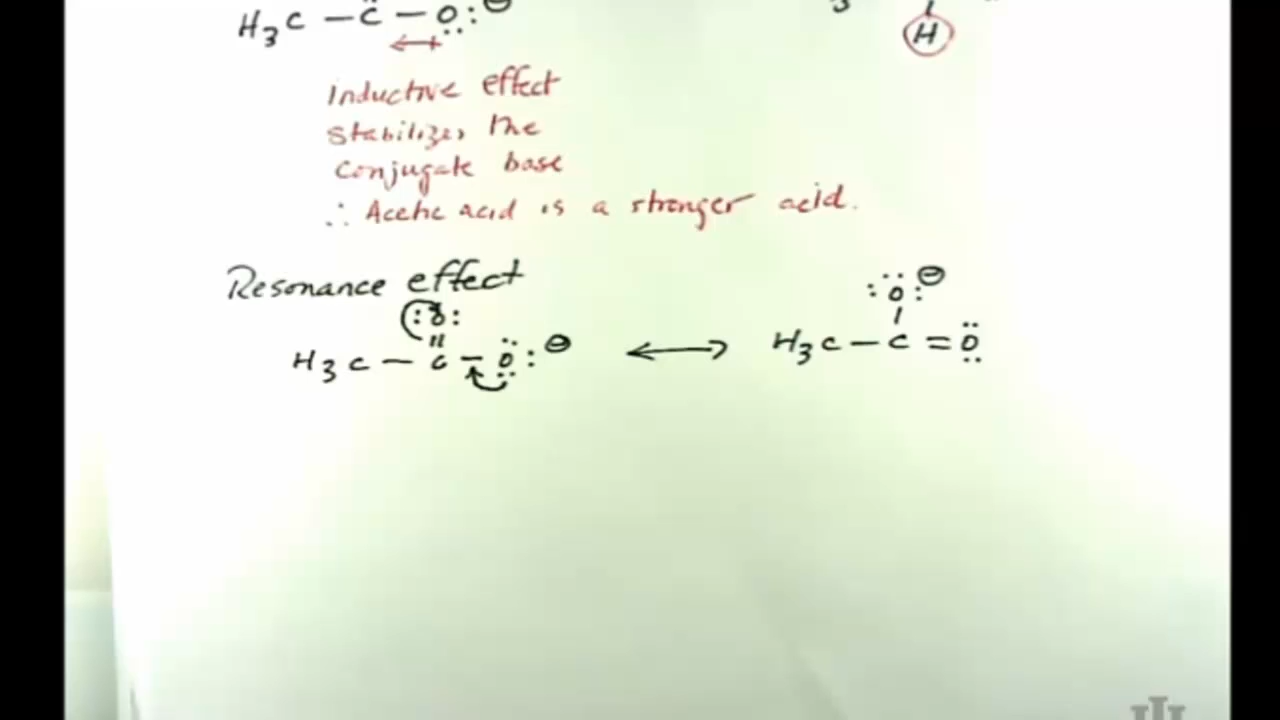 H3C – C – O: ⊖
H
Inductive effect
stabilizes the
conjugate base
∴ Acetic acid is a stronger acid.
Resonance effect
:O: :O: ⊖
H3C – C – O: ⊖ ⟷ H3C – C = O